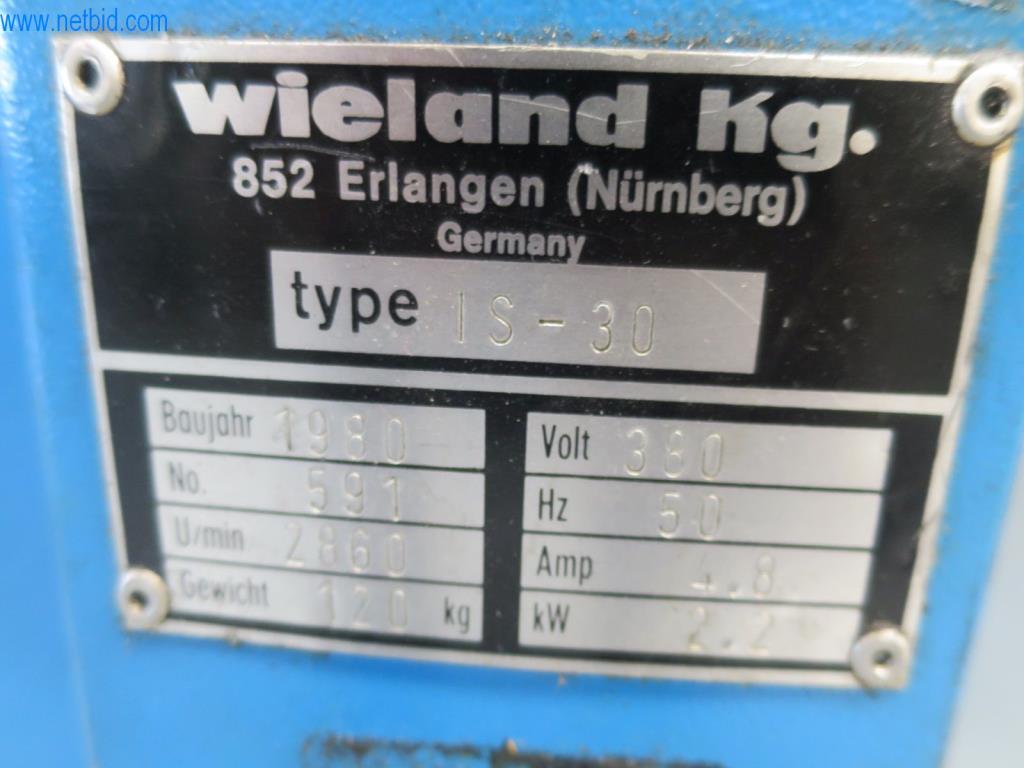 www.netbid.com
wieland kg.
852 Erlangen (Nürnberg)
Germany
type IS-30
Baujahr 1980
No. 591
U/min 2860
Gewicht 120 kg
Volt 380
Hz 50
Amp 4.8
kW 2.2